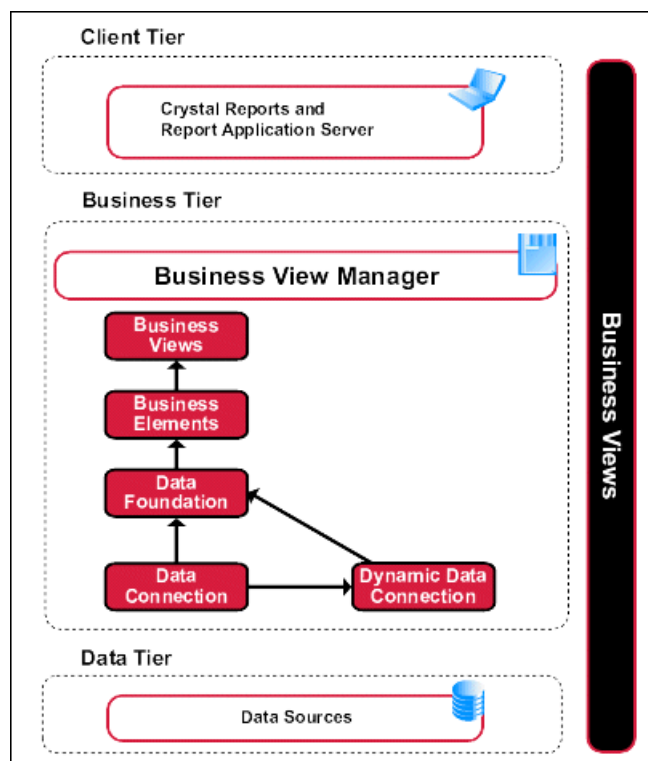 Client Tier
Crystal Reports and
Report Application Server
Business Tier
Business View Manager
Business
Views
Business
Elements
Data
Foundation
Data
Connection
Dynamic Data
Connection
Data Tier
Data Sources
Business Views